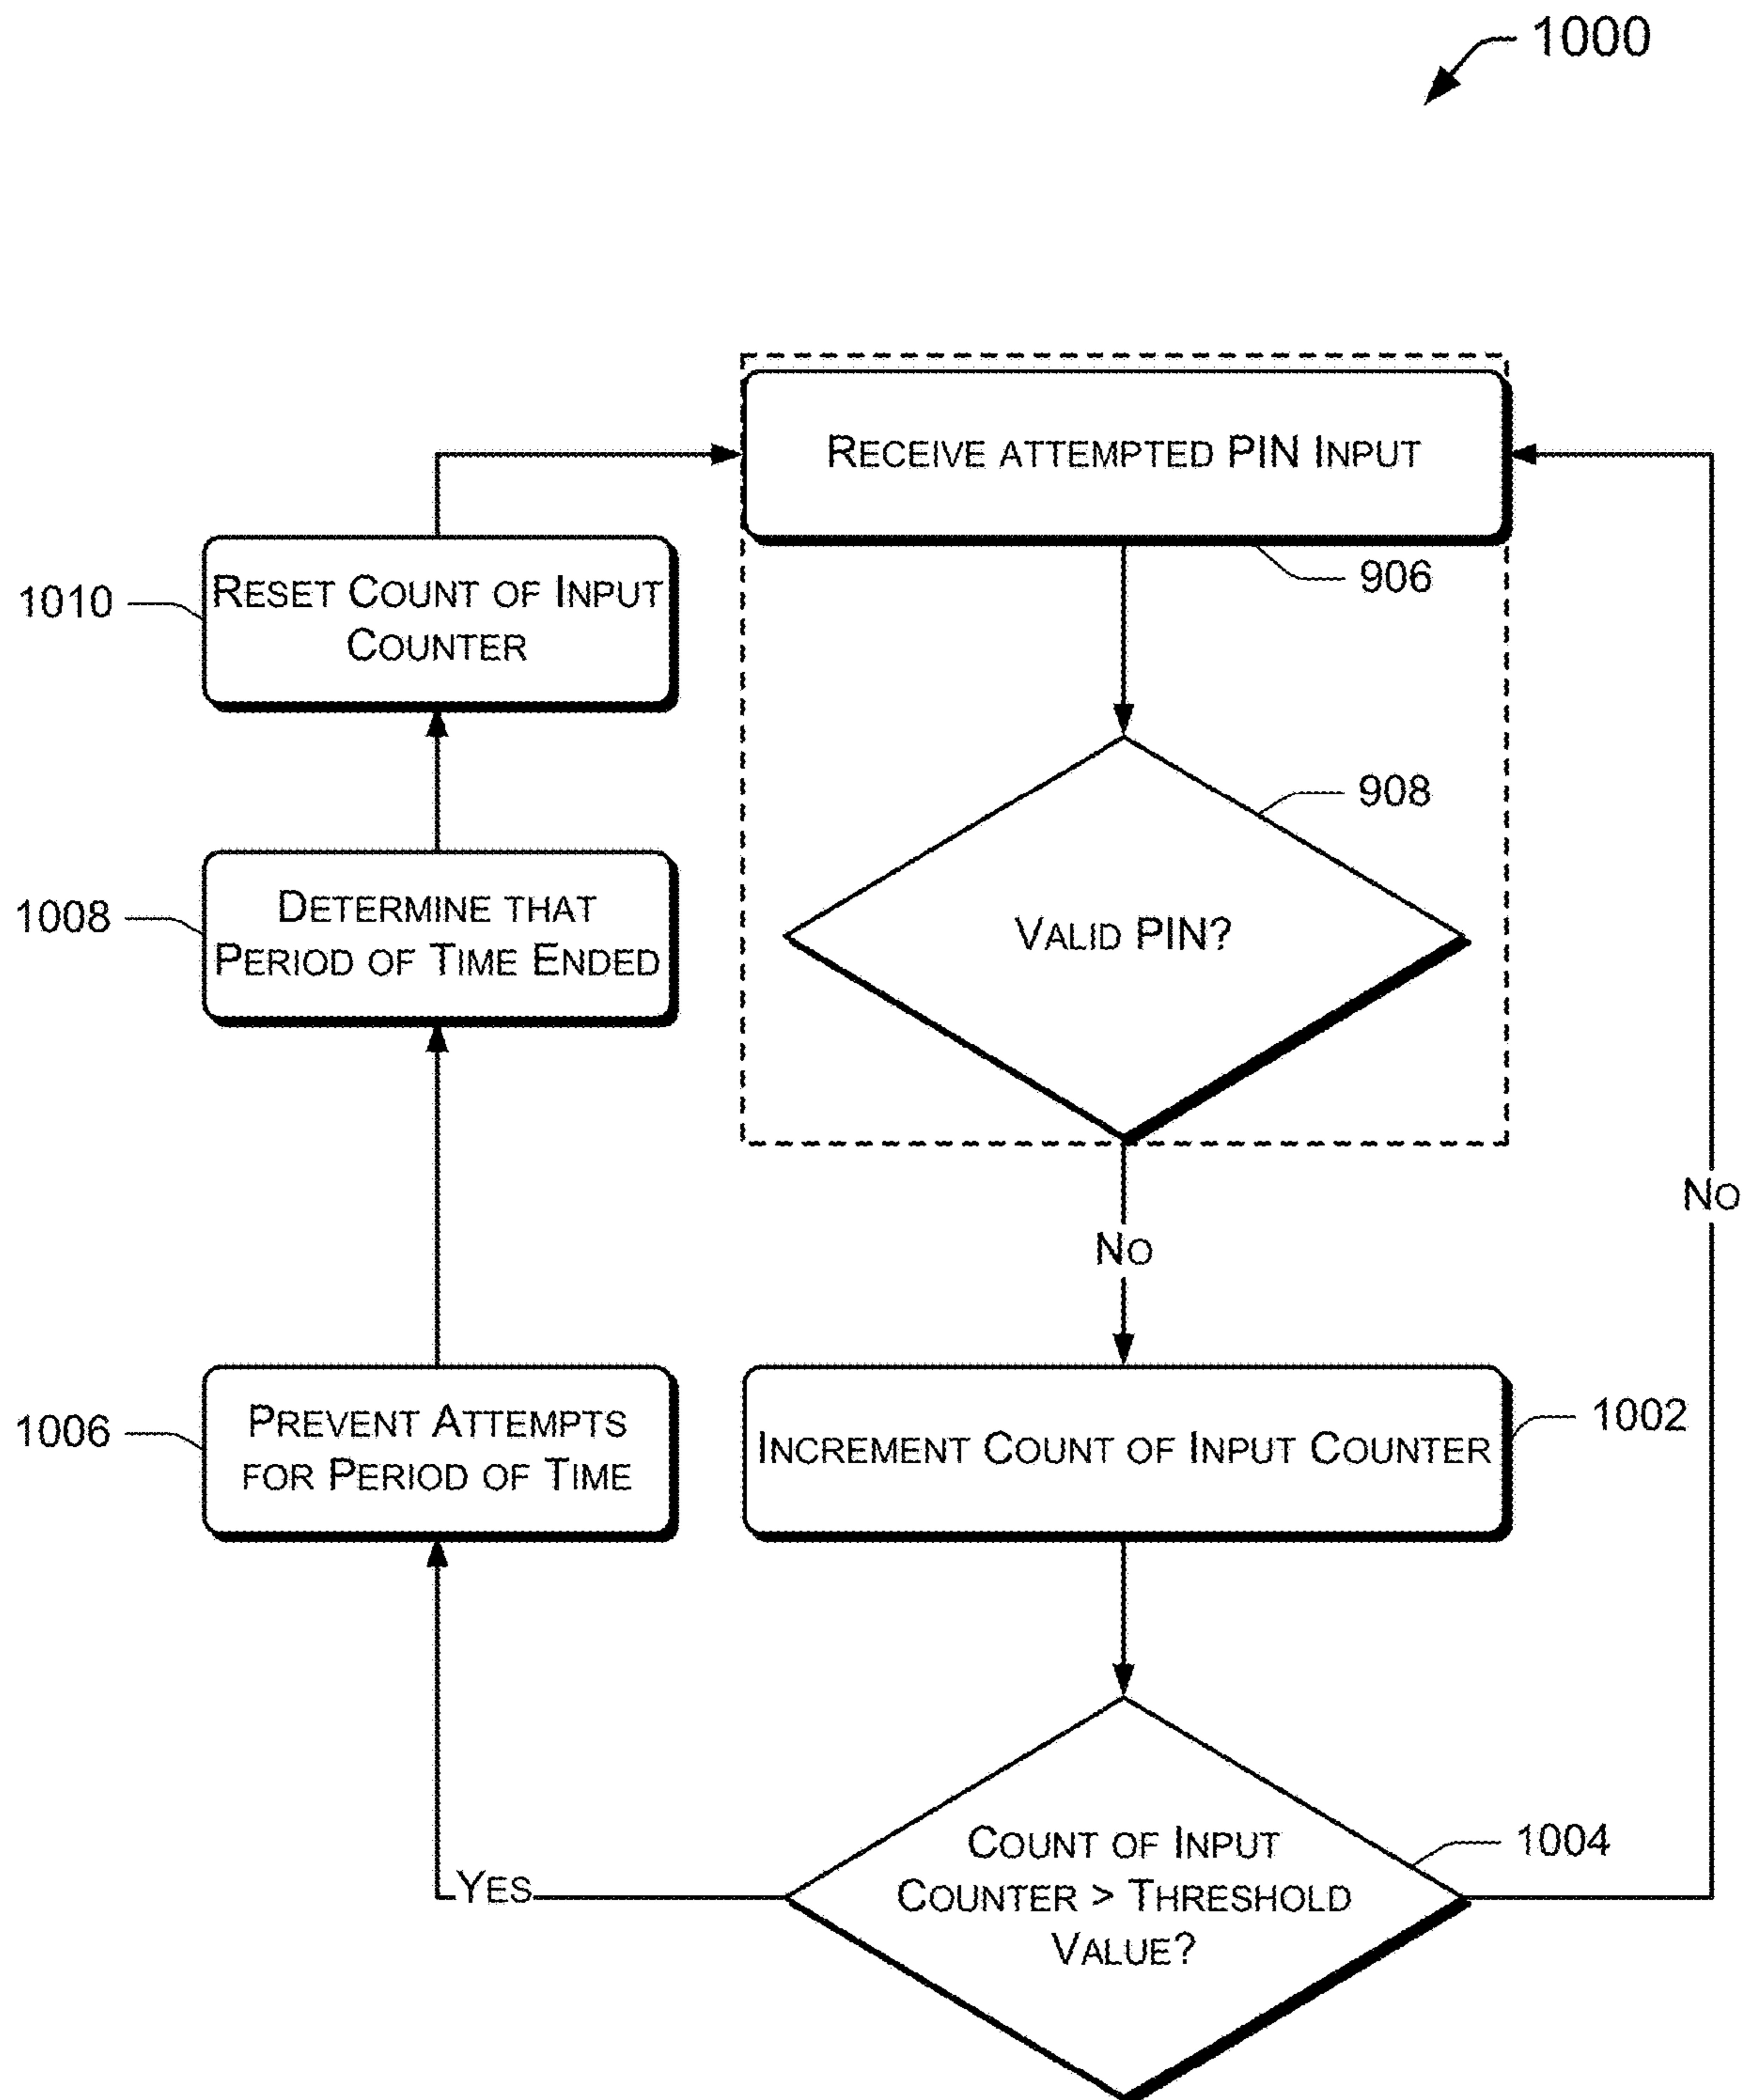 1000
RECEIVE ATTEMPTED PIN INPUT
906
1010
RESET COUNT OF INPUT
COUNTER
908
VALID PIN?
1008
DETERMINE THAT
PERIOD OF TIME ENDED
NO
NO
1006
PREVENT ATTEMPTS
FOR PERIOD OF TIME
1002
INCREMENT COUNT OF INPUT COUNTER
1004
COUNT OF INPUT
COUNTER > THRESHOLD
VALUE?
YES